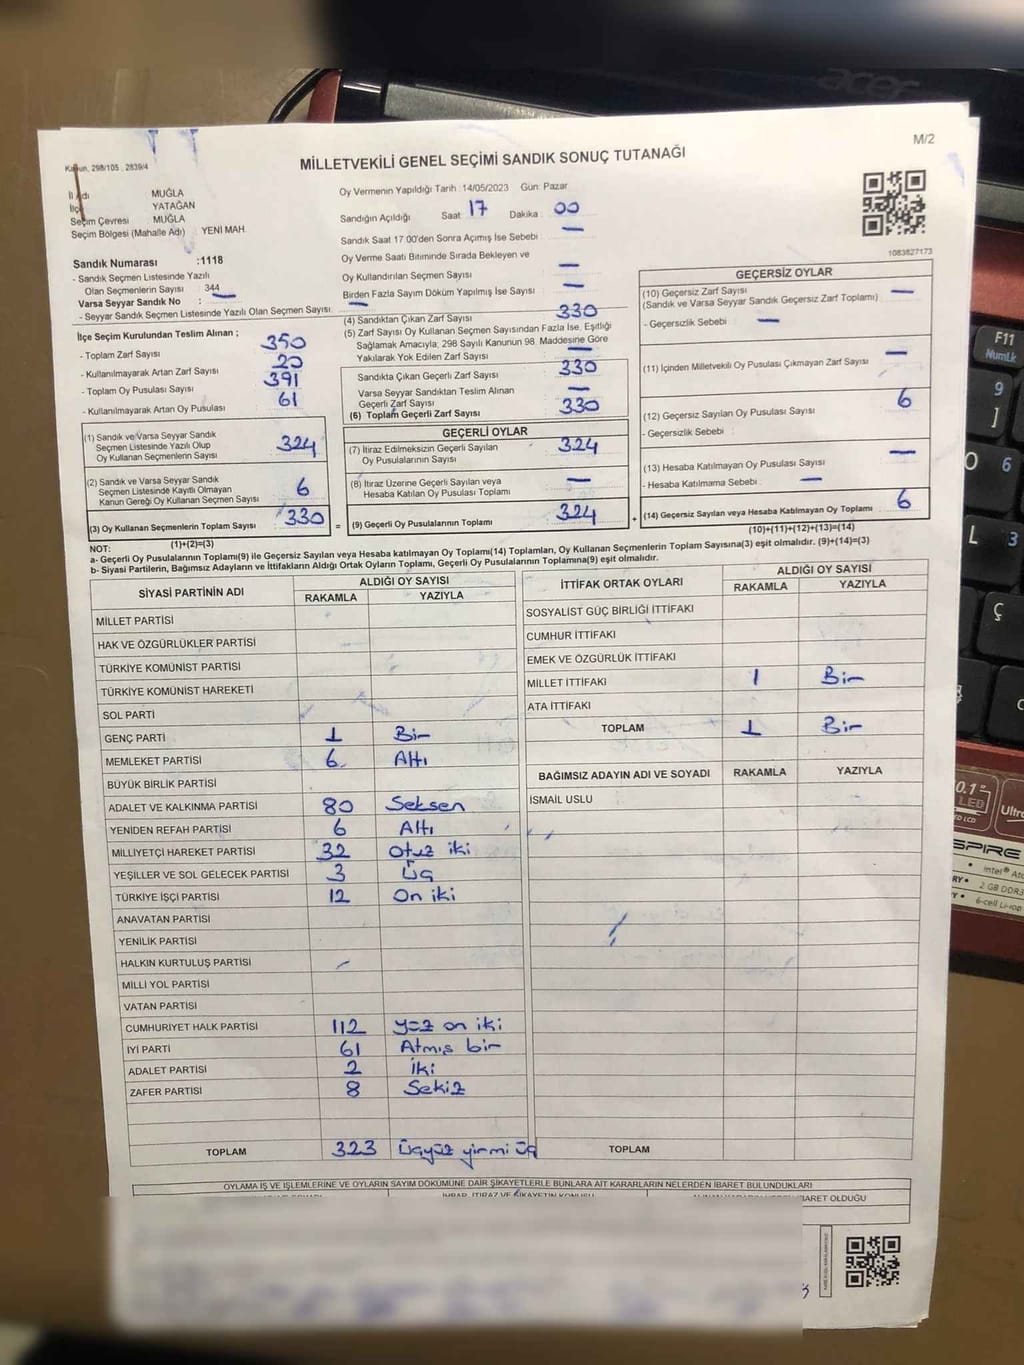 acer
M/2
Kanun, 298/105 , 2839/4
MİLLETVEKİLİ GENEL SEÇİMİ SANDIK SONUÇ TUTANAĞI
İl Adı MUĞLA
İlçe YATAĞAN
Seçim Çevresi MUĞLA
Seçim Bölgesi (Mahalle Adı) YENİ MAH.
Sandık Numarası :1118
- Sandık Seçmen Listesinde Yazılı
Olan Seçmenlerin Sayısı 344
Varsa Seyyar Sandık No : —
- Seyyar Sandık Seçmen Listesinde Yazılı Olan Seçmen Sayısı: —
Oy Vermenin Yapıldığı Tarih : 14/05/2023 Gün: Pazar
Sandığın Açıldığı Saat 17 Dakika 00
Sandık Saat 17 00'den Sonra Açımış İse Sebebi —
Oy Verme Saati Bitiminde Sırada Bekleyen ve
Oy Kullandırılan Seçmen Sayısı —
Birden Fazla Sayım Döküm Yapılmış İse Sayısı —
1083827173
İlçe Seçim Kurulundan Teslim Alınan ;
- Toplam Zarf Sayısı 350
- Kullanılmayarak Artan Zarf Sayısı 20
- Toplam Oy Pusulası Sayısı 391
- Kullanılmayarak Artan Oy Pusulası 61
(4) Sandıktan Çıkan Zarf Sayısı 330
(5) Zarf Sayısı Oy Kullanan Seçmen Sayısından Fazla İse, Eşitliği
Sağlamak Amacıyla, 298 Sayılı Kanunun 98. Maddesine Göre
Yakılarak Yok Edilen Zarf Sayısı —
Sandıkta Çıkan Geçerli Zarf Sayısı 330
Varsa Seyyar Sandıktan Teslim Alınan
Geçerli Zarf Sayısı —
(6) Toplam Geçerli Zarf Sayısı 330
(1) Sandık ve Varsa Seyyar Sandık
Seçmen Listesinde Yazılı Olup
Oy Kullanan Seçmenlerin Sayısı 324
(2) Sandık ve Varsa Seyyar Sandık
Seçmen Listesinde Kayıtlı Olmayan
Kanun Gereği Oy Kullanan Seçmen Sayısı 6
(3) Oy Kullanan Seçmenlerin Toplam Sayısı 330
(1)+(2)=(3)
=
GEÇERLİ OYLAR
(7) İtiraz Edilmeksizin Geçerli Sayılan
Oy Pusulalarının Sayısı 324
(8) İtiraz Üzerine Geçerli Sayılan veya
Hesaba Katılan Oy Pusulası Toplamı —
(9) Geçerli Oy Pusulalarının Toplamı 324
+
GEÇERSİZ OYLAR
(10) Geçersiz Zarf Sayısı —
(Sandık ve Varsa Seyyar Sandık Geçersiz Zarf Toplamı)
- Geçersizlik Sebebi : —
(11) İçinden Milletvekili Oy Pusulası Çıkmayan Zarf Sayısı —
(12) Geçersiz Sayılan Oy Pusulası Sayısı 6
- Geçersizlik Sebebi :
(13) Hesaba Katılmayan Oy Pusulası Sayısı —
- Hesaba Katılmama Sebebi : —
(14) Geçersiz Sayılan veya Hesaba Katılmayan Oy Toplamı 6
(10)+(11)+(12)+(13)=(14)
NOT:
a- Geçerli Oy Pusulalarının Toplamı(9) ile Geçersiz Sayılan veya Hesaba katılmayan Oy Toplamı(14) Toplamları, Oy Kullanan Seçmenlerin Toplam Sayısına(3) eşit olmalıdır. (9)+(14)=(3)
b- Siyasi Partilerin, Bağımsız Adayların ve İttifakların Aldığı Ortak Oyların Toplamı, Geçerli Oy Pusulalarının Toplamına(9) eşit olmalıdır.
SİYASİ PARTİNİN ADI ALDIĞI OY SAYISI
RAKAMLA YAZIYLA
MİLLET PARTİSİ
HAK VE ÖZGÜRLÜKLER PARTİSİ
TÜRKİYE KOMÜNİST PARTİSİ
TÜRKİYE KOMÜNİST HAREKETİ
SOL PARTİ
GENÇ PARTİ 1 Bir
MEMLEKET PARTİSİ 6 Altı
BÜYÜK BİRLİK PARTİSİ
ADALET VE KALKINMA PARTİSİ 80 Seksen
YENİDEN REFAH PARTİSİ 6 Altı
MİLLİYETÇİ HAREKET PARTİSİ 32 Otuz iki
YEŞİLLER VE SOL GELECEK PARTİSİ 3 Üç
TÜRKİYE İŞÇİ PARTİSİ 12 On iki
ANAVATAN PARTİSİ
YENİLİK PARTİSİ
HALKIN KURTULUŞ PARTİSİ
MİLLİ YOL PARTİSİ
VATAN PARTİSİ
CUMHURİYET HALK PARTİSİ 112 Yüz on iki
İYİ PARTİ 61 Atmış bir
ADALET PARTİSİ 2 İki
ZAFER PARTİSİ 8 Sekiz
TOPLAM 323 Üçyüz yirmi üç
İTTİFAK ORTAK OYLARI ALDIĞI OY SAYISI
RAKAMLA YAZIYLA
SOSYALİST GÜÇ BİRLİĞİ İTTİFAKI
CUMHUR İTTİFAKI
EMEK VE ÖZGÜRLÜK İTTİFAKI
MİLLET İTTİFAKI 1 Bir
ATA İTTİFAKI
TOPLAM 1 Bir
BAĞIMSIZ ADAYIN ADI VE SOYADI RAKAMLA YAZIYLA
İSMAİL USLU
TOPLAM
OYLAMA İŞ VE İŞLEMLERİNE VE OYLARIN SAYIM DÖKÜMÜNE DAİR ŞİKAYETLERLE BUNLARA AİT KARARLARIN NELERDEN İBARET BULUNDUKLARI
İHBAR, İTİRAZ VE ŞİKAYETİN KONUSU
F11
NumLk
9
]
O 6
L 3
Ç
10.1"
LED
Ultra
SPIRE
Intel® Ato
2 GB DDR3
6-cell Li-ion